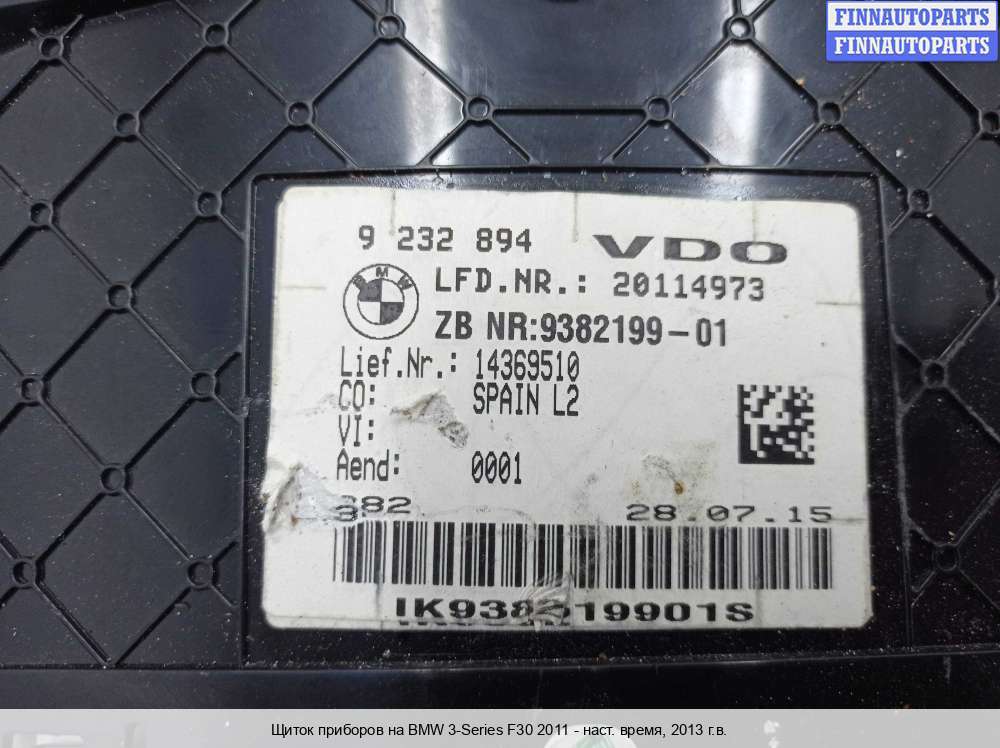 FINNAUTOPARTS
FINNAUTOPARTS
9 232 894 VDO
BMW
LFD.NR.: 20114973
ZB NR:9382199-01
Lief.Nr.: 14369510
CO: SPAIN L2
VI:
Aend: 0001
28.07.15
Щиток приборов на BMW 3-Series F30 2011 - наст. время, 2013 г.в.